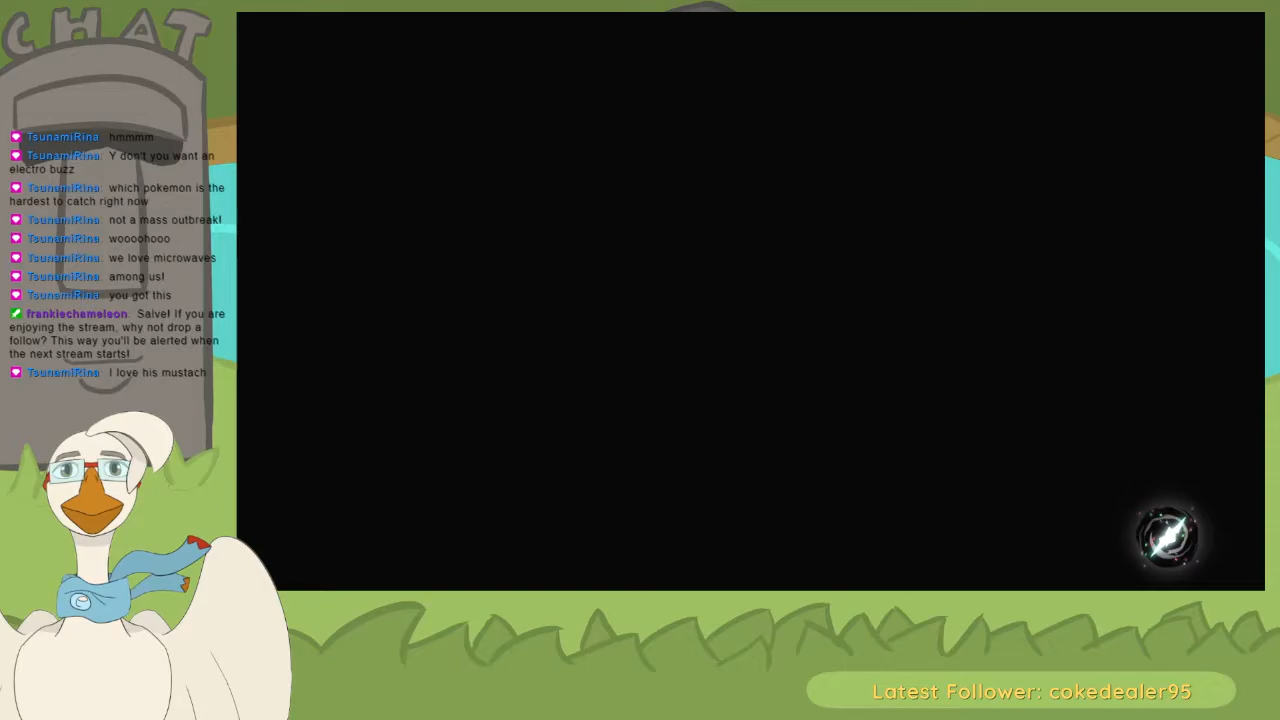 CHAT
TsunamiRina: hmmmm
TsunamiRina: Y don't you want an
electro buzz
TsunamiRina: which pokemon is the
hardest to catch right now
TsunamiRina: not a mass outbreak!
TsunamiRina: woooohooo
TsunamiRina: we love microwaves
TsunamiRina: among us!
TsunamiRina: you got this
frankiechameleon: Salve! If you are
enjoying the stream, why not drop a
follow? This way you'll be alerted when
the next stream starts!
TsunamiRina: I love his mustach
Latest Follower: cokedealer95